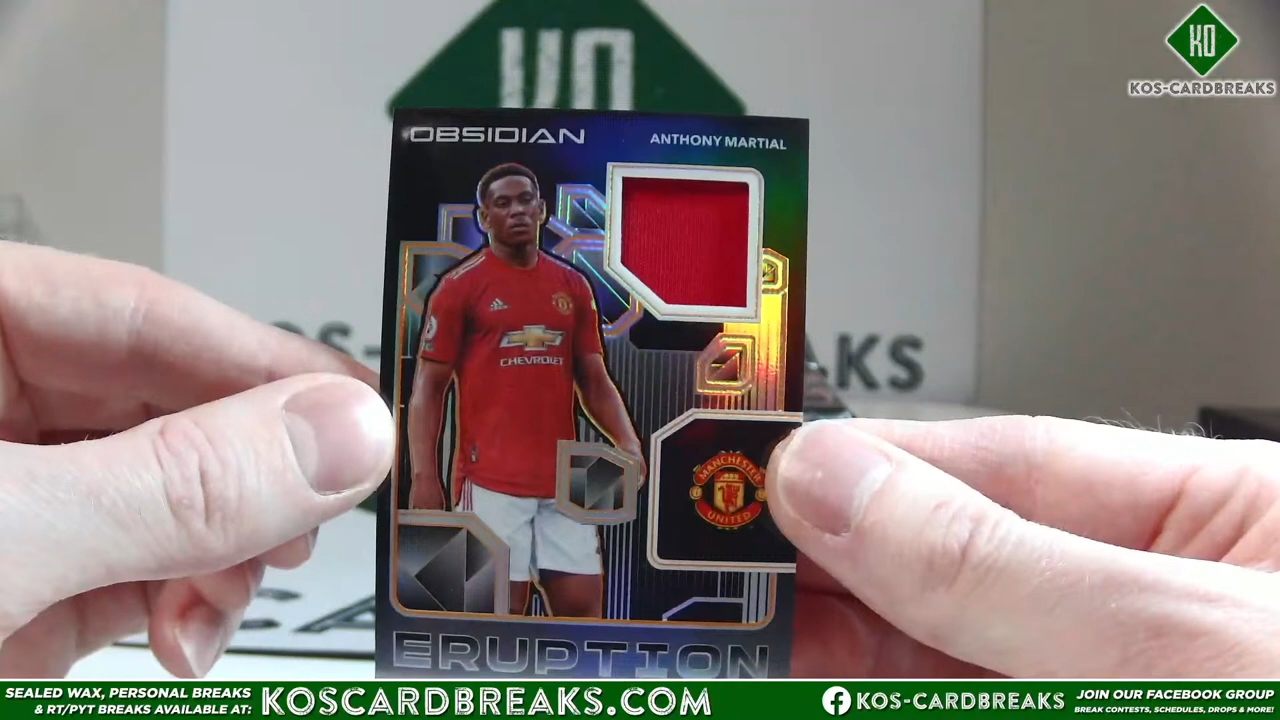 KO
KO
KOS-CARDBREAKS
OBSIDIAN
ANTHONY MARTIAL
CHEVROLET
MANCHESTER
UNITED
ERUPTION
SEALED WAX, PERSONAL BREAKS
& RT/PYT BREAKS AVAILABLE AT:
KOSCARDBREAKS.COM
KOS-CARDBREAKS
JOIN OUR FACEBOOK GROUP
BREAK CONTESTS, SCHEDULES, DROPS & MORE!